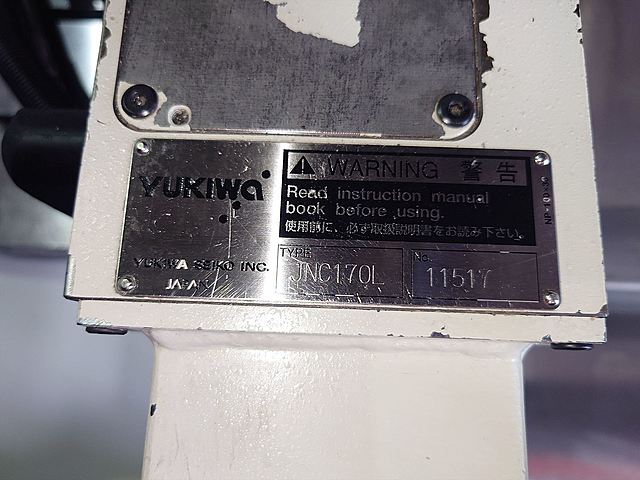 YUKIWA
YUKIWA SEIKO INC.
JAPAN
WARNING 警告
Read instruction manual
book before using.
使用前に、必ず取扱説明書をお読み下さい。
TYPE JNC170L
No. 11517